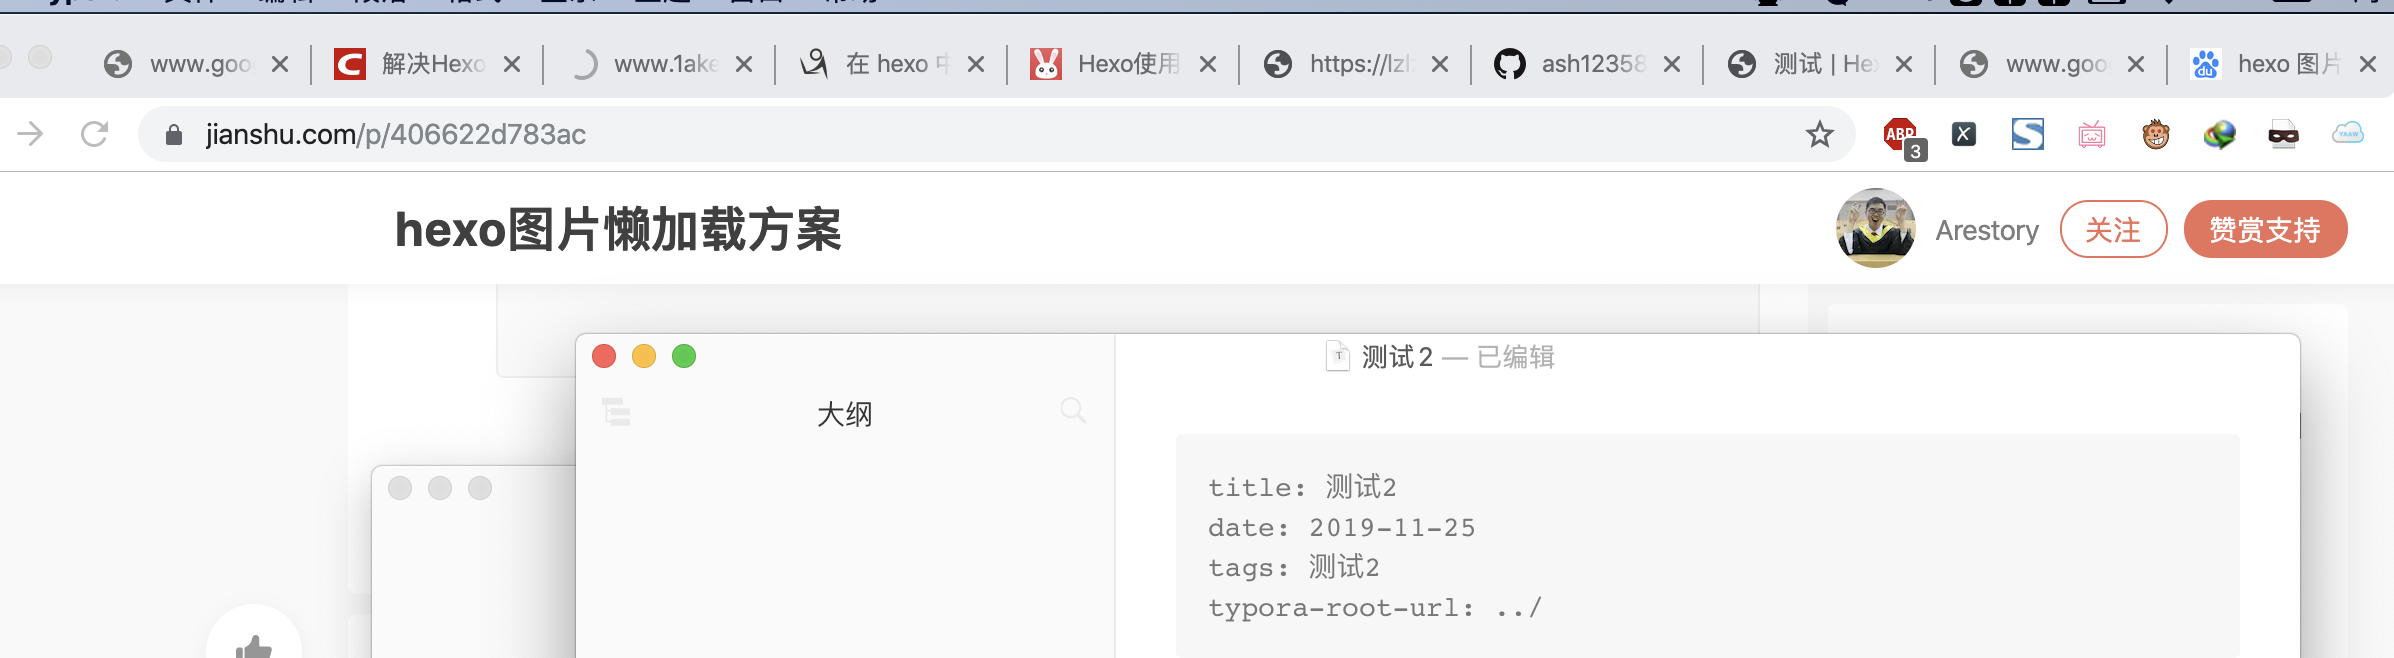 www.goo
解决Hexo
www.1ake
在 hexo 中
Hexo使用
https://lzl
ash12358
测试 | He
www.goo
hexo 图片
jianshu.com/p/406622d783ac
ABP
3
hexo图片懒加载方案
Arestory
关注
赞赏支持
测试2 — 已编辑
大纲
title: 测试2
date: 2019-11-25
tags: 测试2
typora-root-url: ../